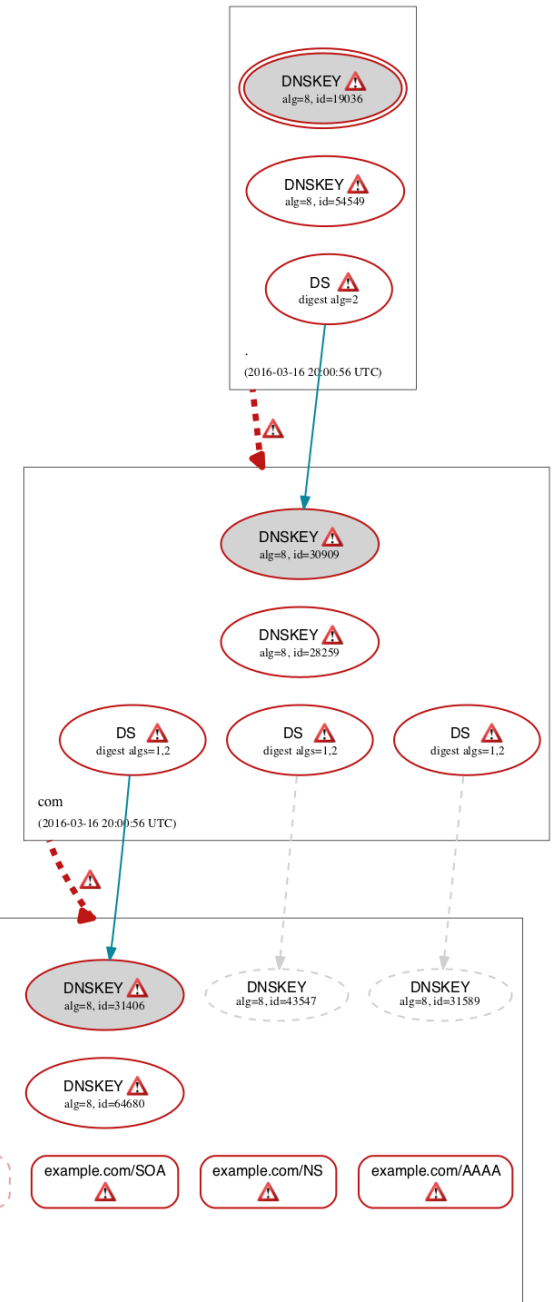 DNSKEY
alg=8, id=19036
DNSKEY
alg=8, id=54549
DS
digest alg=2
.
(2016-03-16 20:00:56 UTC)
DNSKEY
alg=8, id=30909
DNSKEY
alg=8, id=28259
DS
digest algs=1,2
DS
digest algs=1,2
DS
digest algs=1,2
com
(2016-03-16 20:00:56 UTC)
DNSKEY
alg=8, id=31406
DNSKEY
alg=8, id=43547
DNSKEY
alg=8, id=31589
DNSKEY
alg=8, id=64680
example.com/SOA
example.com/NS
example.com/AAAA